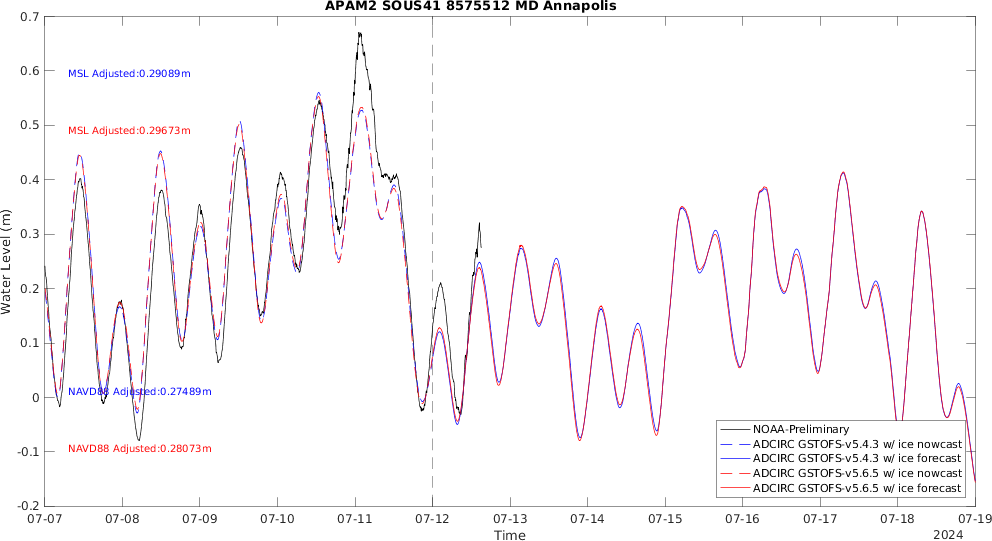 APAM2 SOUS41 8575512 MD Annapolis
0.7
0.6
0.5
0.4
0.3
0.2
0.1
0
-0.1
-0.2
Water Level (m)
MSL Adjusted:0.29089m
MSL Adjusted:0.29673m
NAVD88 Adjusted:0.27489m
NAVD88 Adjusted:0.28073m
NOAA-Preliminary
ADCIRC GSTOFS-v5.4.3 w/ ice nowcast
ADCIRC GSTOFS-v5.4.3 w/ ice forecast
ADCIRC GSTOFS-v5.6.5 w/ ice nowcast
ADCIRC GSTOFS-v5.6.5 w/ ice forecast
07-07 07-08 07-09 07-10 07-11 07-12 07-13 07-14 07-15 07-16 07-17 07-18 07-19
Time
2024